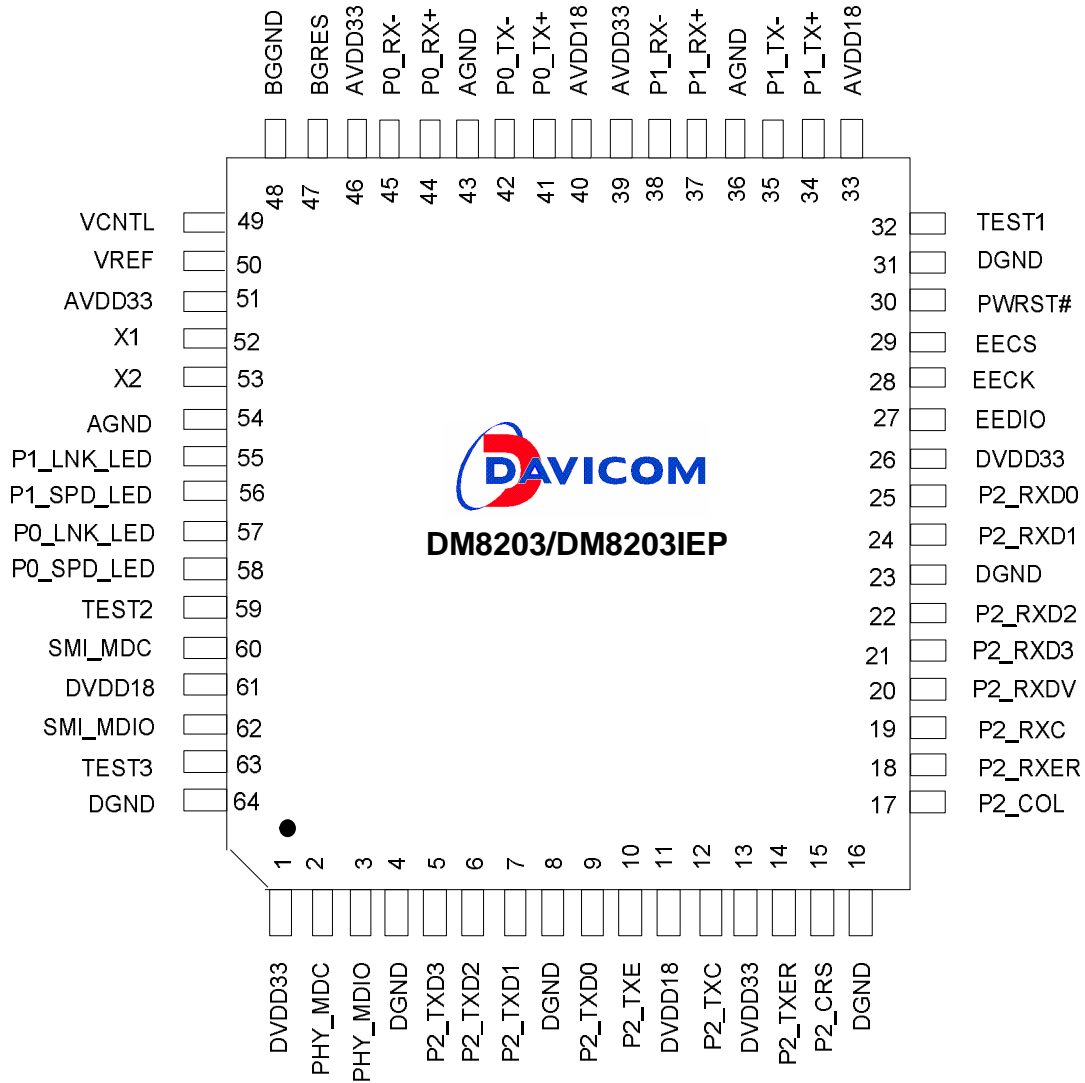 BGGND
BGRES
AVDD33
P0_RX-
P0_RX+
AGND
P0_TX-
P0_TX+
AVDD18
AVDD33
P1_RX-
P1_RX+
AGND
P1_TX-
P1_TX+
AVDD18
48
47
46
45
44
43
42
41
40
39
38
37
36
35
34
33
VCNTL 49
VREF 50
AVDD33 51
X1 52
X2 53
AGND 54
P1_LNK_LED 55
P1_SPD_LED 56
P0_LNK_LED 57
P0_SPD_LED 58
TEST2 59
SMI_MDC 60
DVDD18 61
SMI_MDIO 62
TEST3 63
DGND 64
DAVICOM
DM8203/DM8203IEP
32 TEST1
31 DGND
30 PWRST#
29 EECS
28 EECK
27 EEDIO
26 DVDD33
25 P2_RXD0
24 P2_RXD1
23 DGND
22 P2_RXD2
21 P2_RXD3
20 P2_RXDV
19 P2_RXC
18 P2_RXER
17 P2_COL
1
2
3
4
5
6
7
8
9
10
11
12
13
14
15
16
DVDD33
PHY_MDC
PHY_MDIO
DGND
P2_TXD3
P2_TXD2
P2_TXD1
DGND
P2_TXD0
P2_TXE
DVDD18
P2_TXC
DVDD33
P2_TXER
P2_CRS
DGND